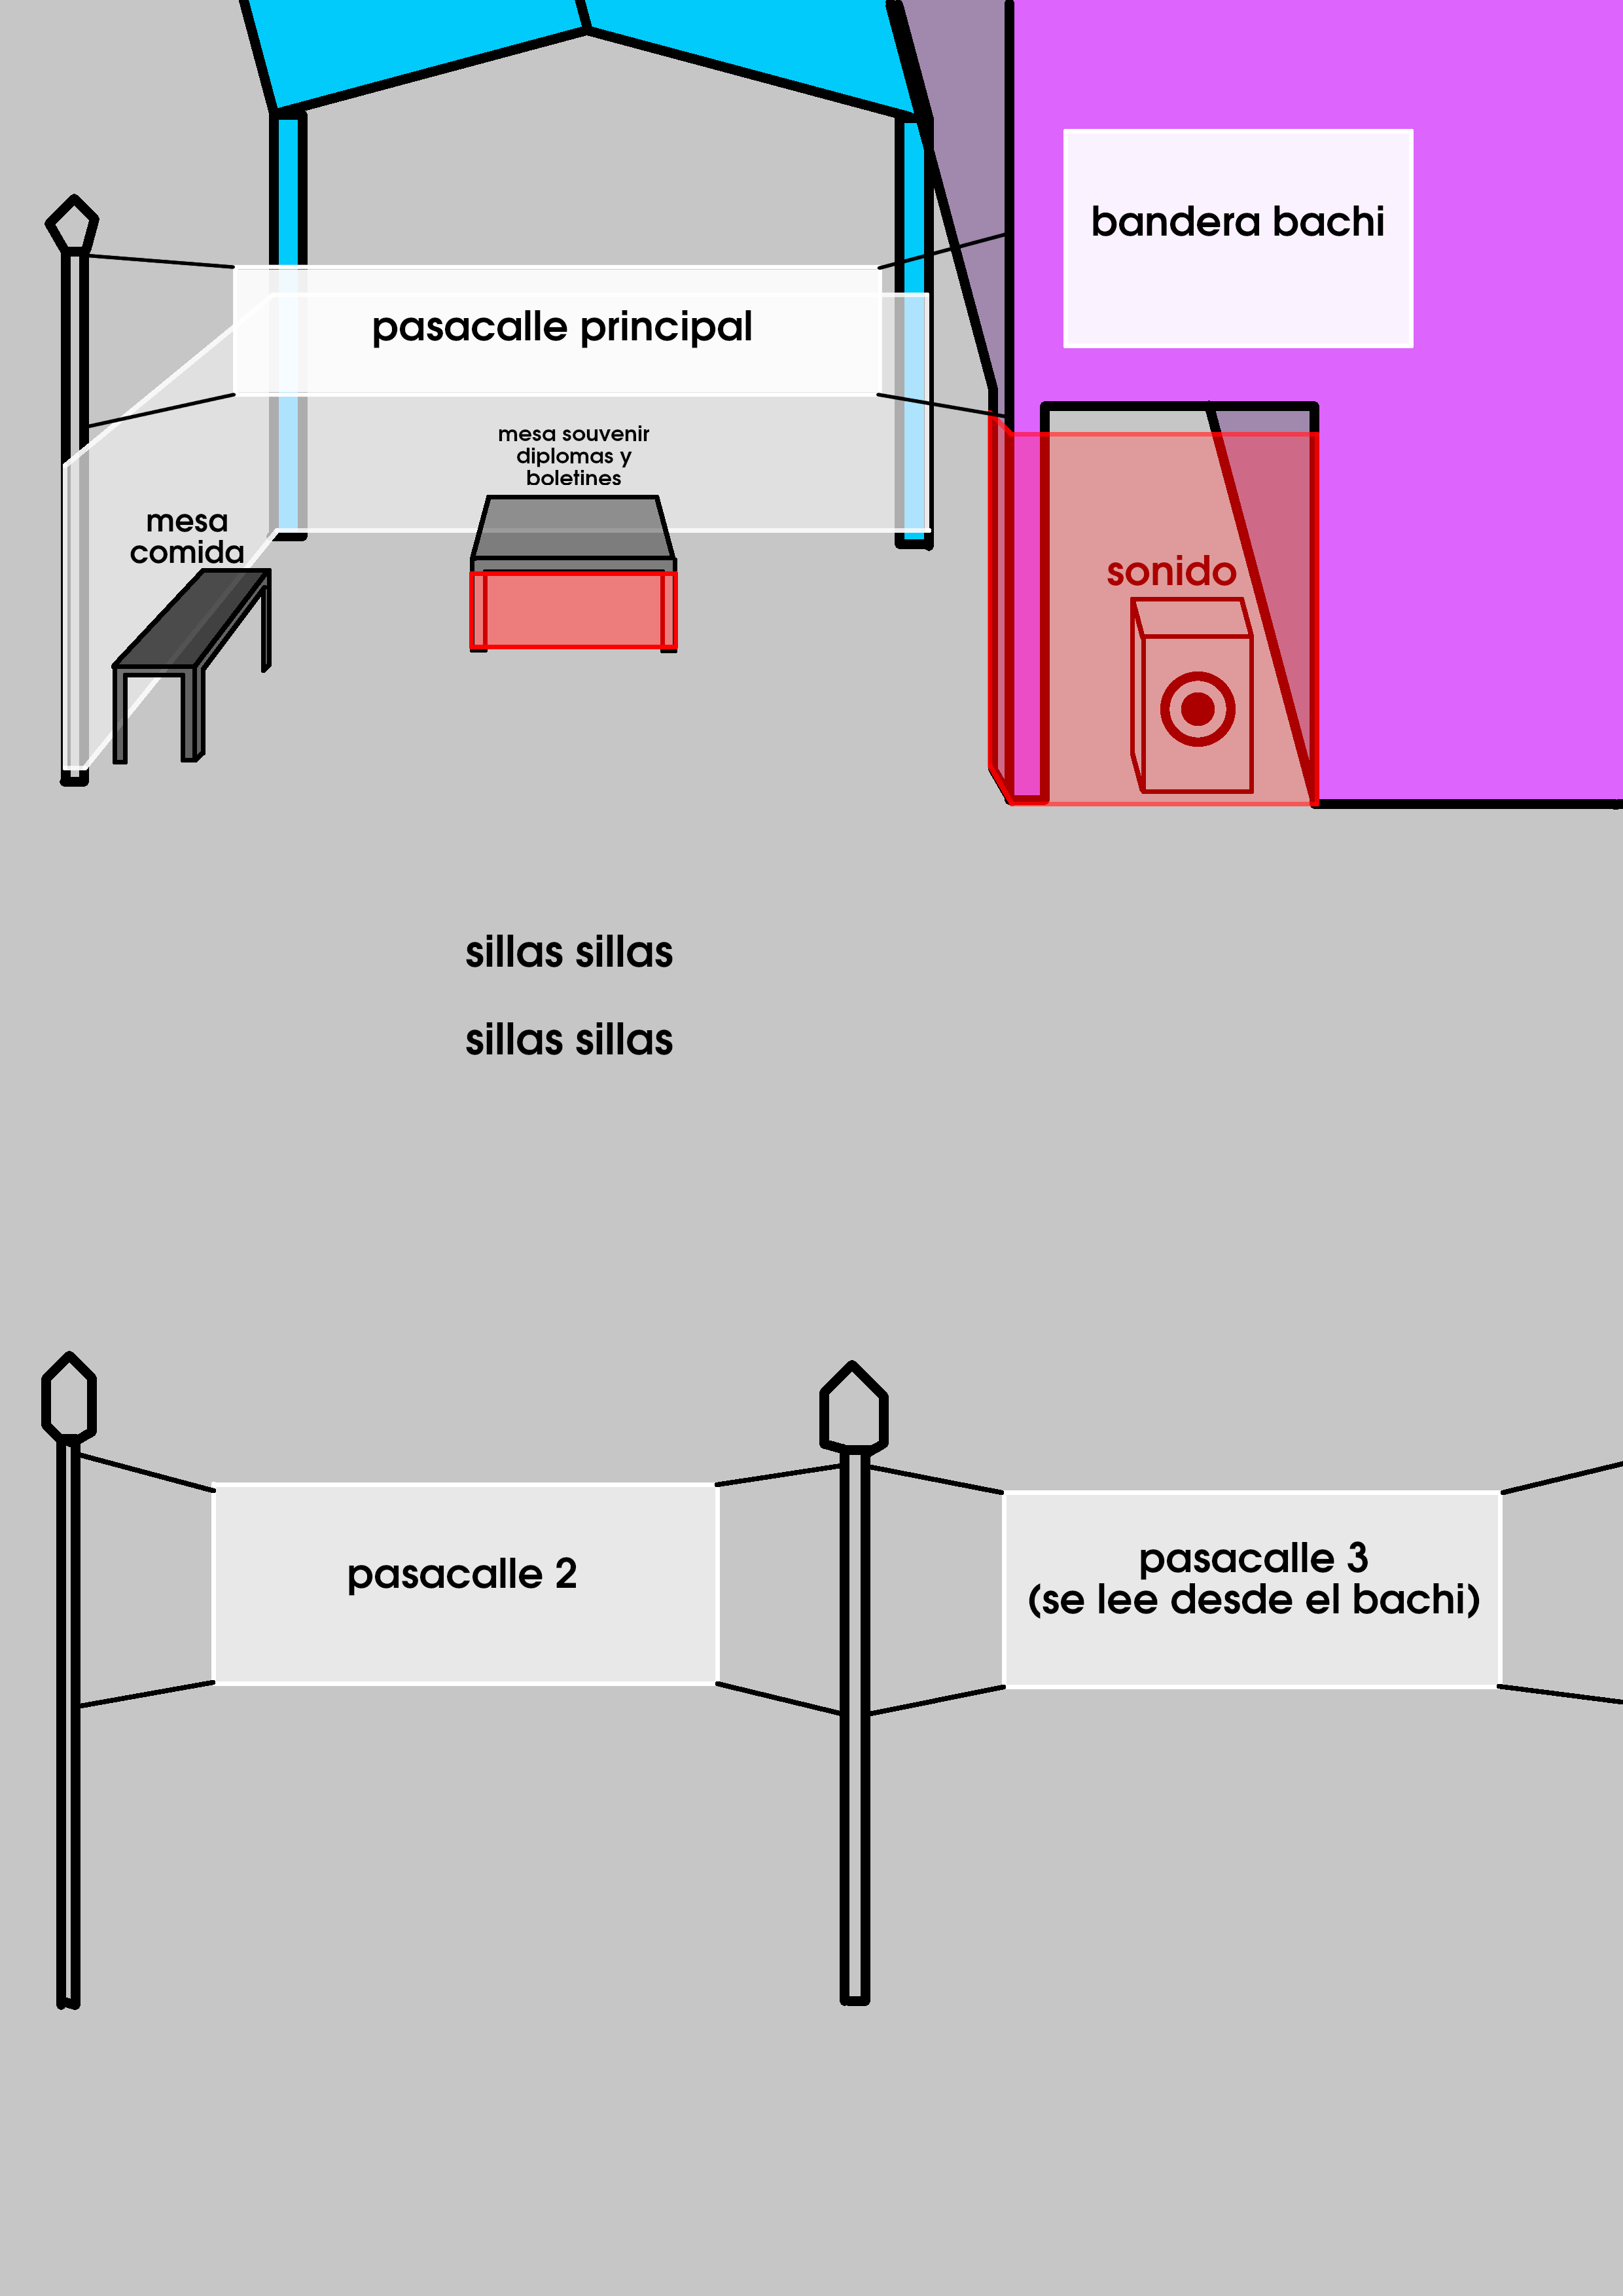 bandera bachi
pasacalle principal
mesa souvenir
diplomas y
boletines
mesa
comida
sonido
sillas sillas
sillas sillas
pasacalle 2
pasacalle 3
(se lee desde el bachi)